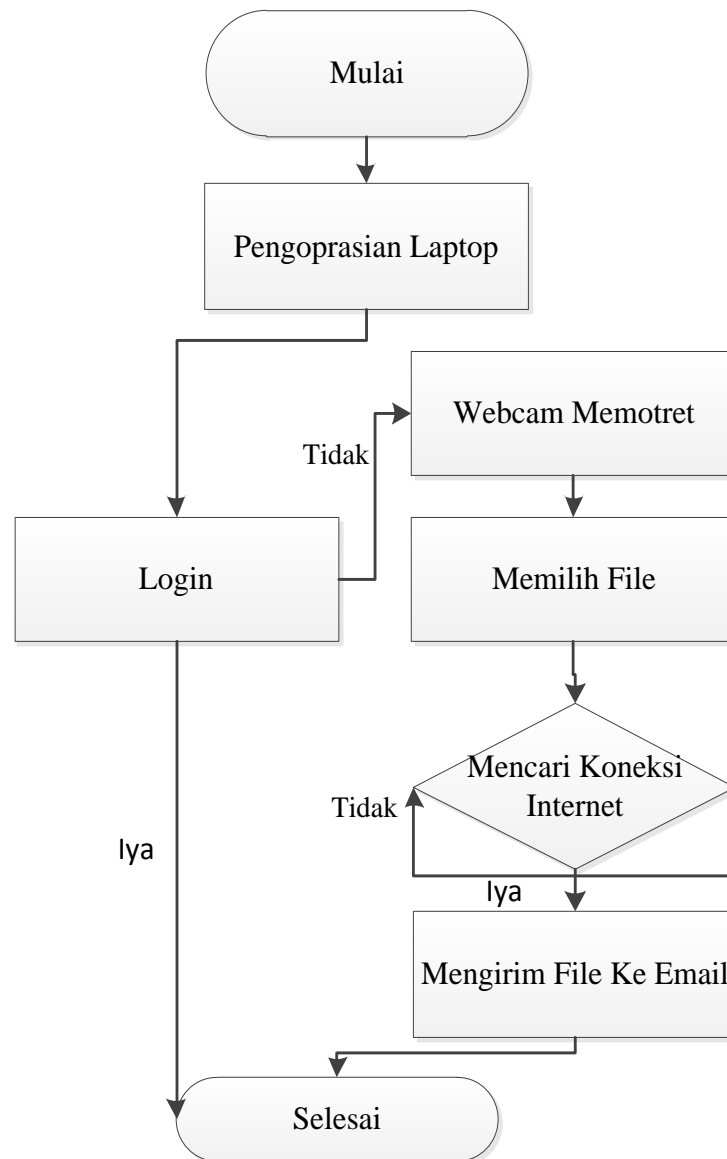 Mulai
Pengoprasian Laptop
Webcam Memotret
Tidak
Login
Memilih File
Mencari Koneksi
Internet
Tidak
Iya
Iya
Mengirim File Ke Email
Selesai